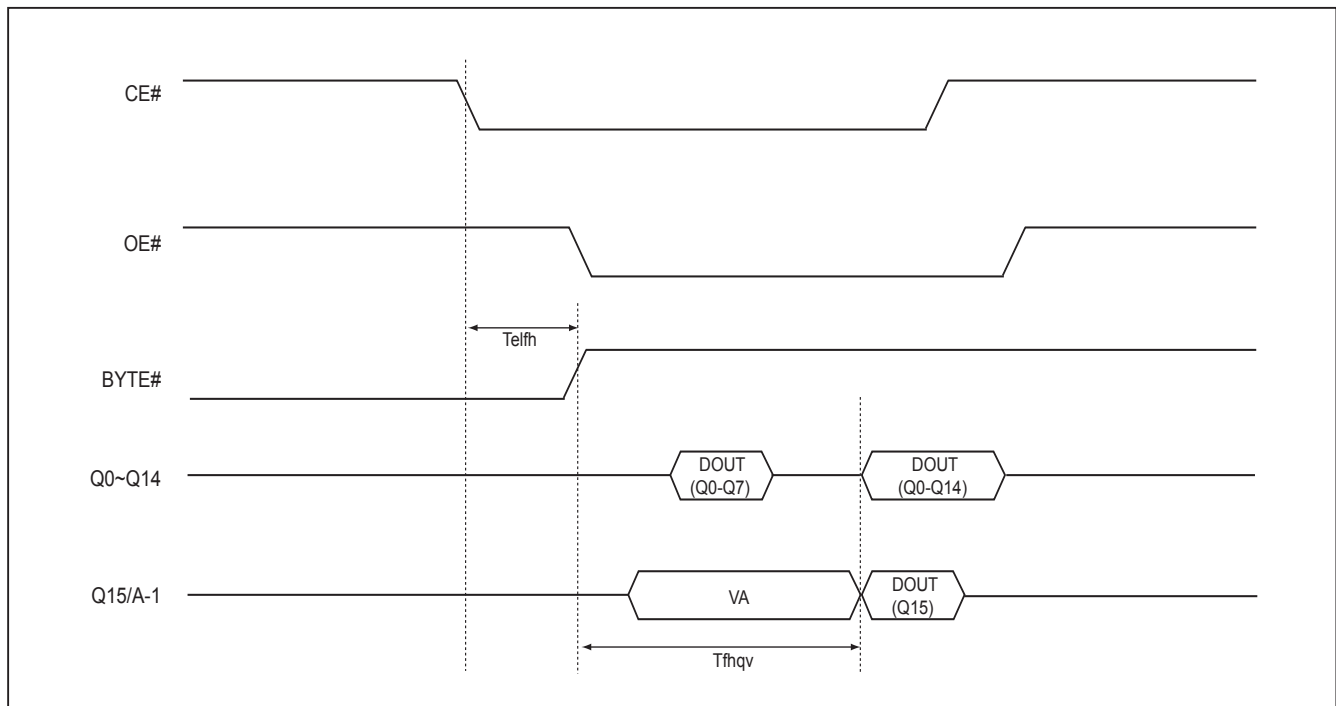 CE#
OE#
Telfh
BYTE#
Q0~Q14
DOUT
(Q0-Q7)
DOUT
(Q0-Q14)
Q15/A-1
VA
DOUT
(Q15)
Tfhqv